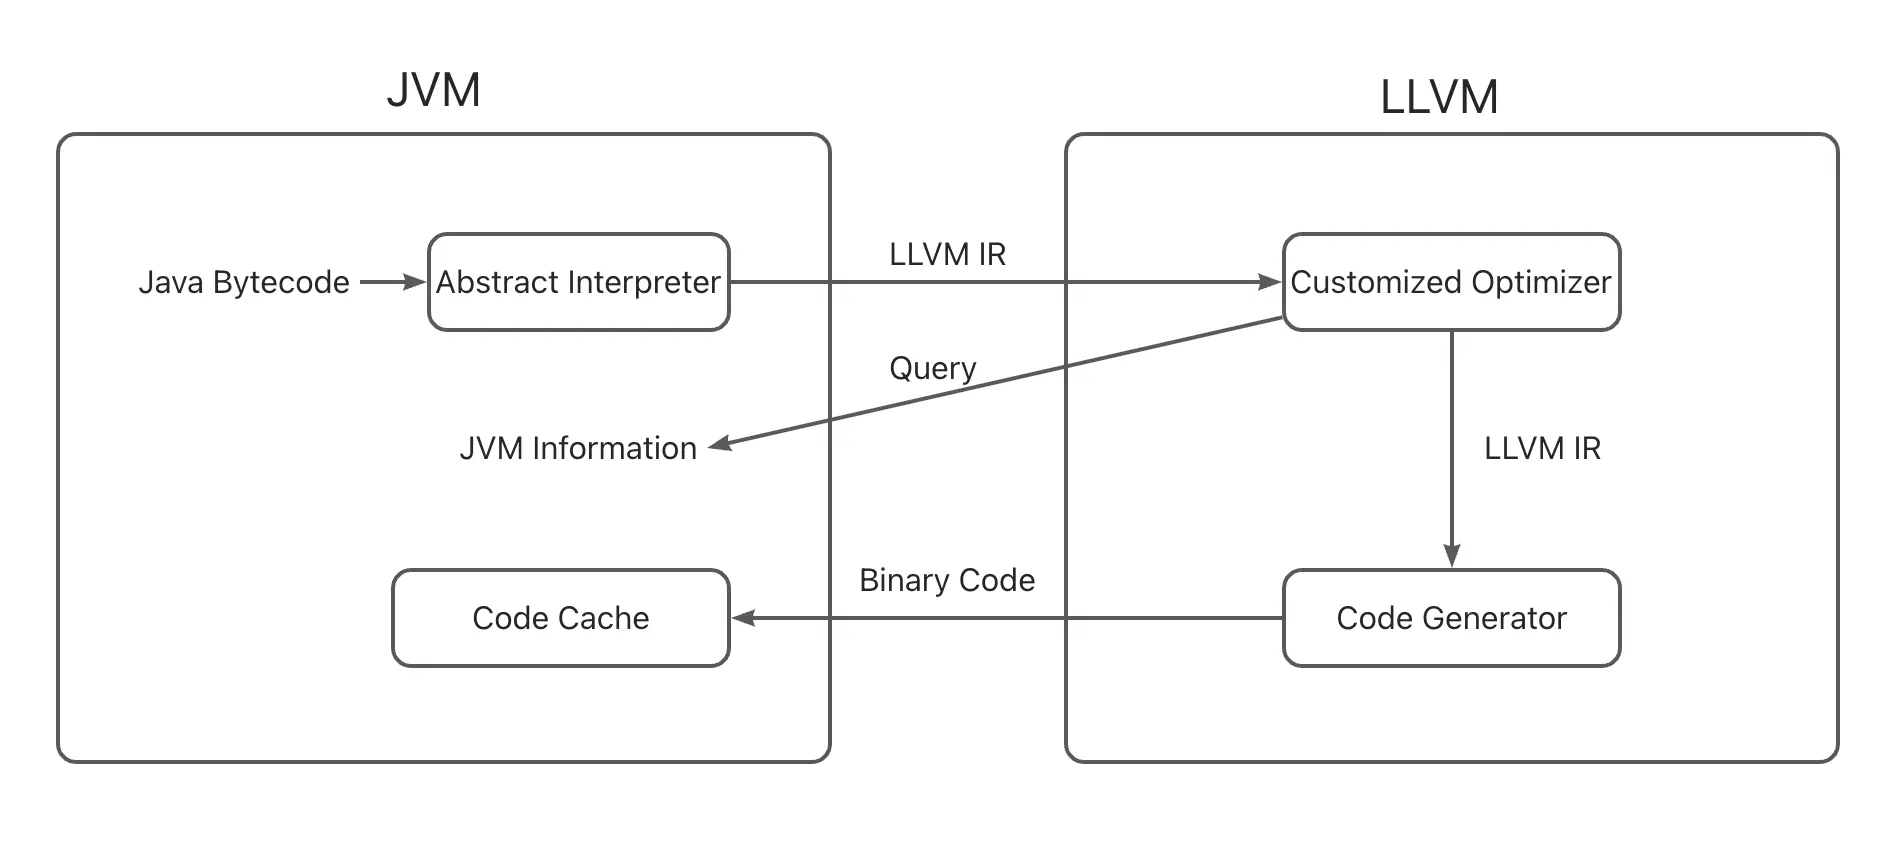 JVM
LLVM
Java Bytecode
Abstract Interpreter
LLVM IR
Customized Optimizer
Query
JVM Information
LLVM IR
Binary Code
Code Cache
Code Generator